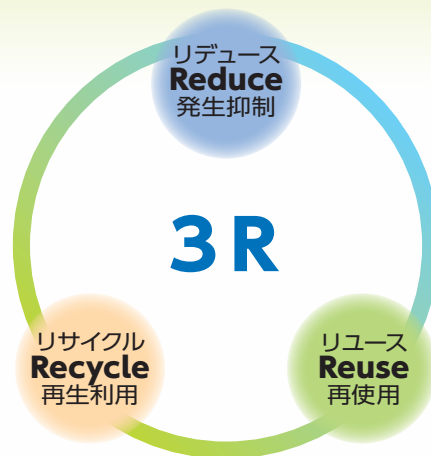 リデュース
Reduce
発生抑制
3R
リサイクル
Recycle
再生利用
リユース
Reuse
再使用